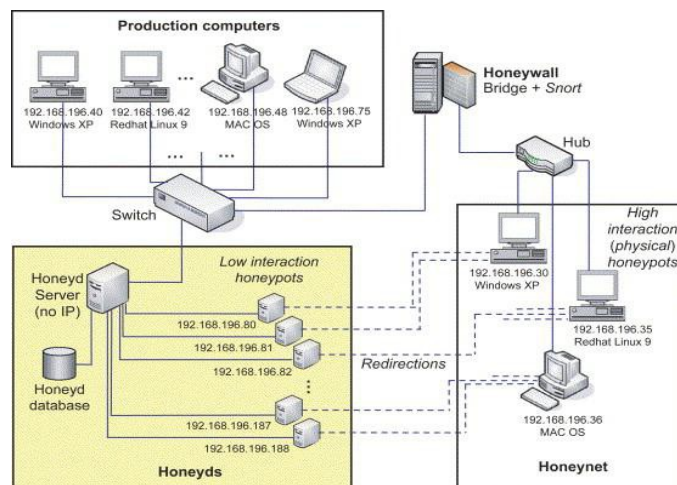 Production computers
192.168.196.40
Windows XP
192.168.196.42
Redhat Linux 9
...
192.168.196.48
MAC OS
192.168.196.75
Windows XP
... ...
Switch
Honeywall
Bridge + Snort
Hub
High
interaction
(physical)
honeypots
192.168.196.30
Windows XP
192.168.196.35
Redhat Linux 9
192.168.196.36
MAC OS
Honeynet
Low interaction
honeypots
Honeyd
Server
(no IP)
Honeyd
database
192.168.196.80
192.168.196.81
192.168.196.82
...
192.168.196.187
192.168.196.188
Redirections
Honeyds